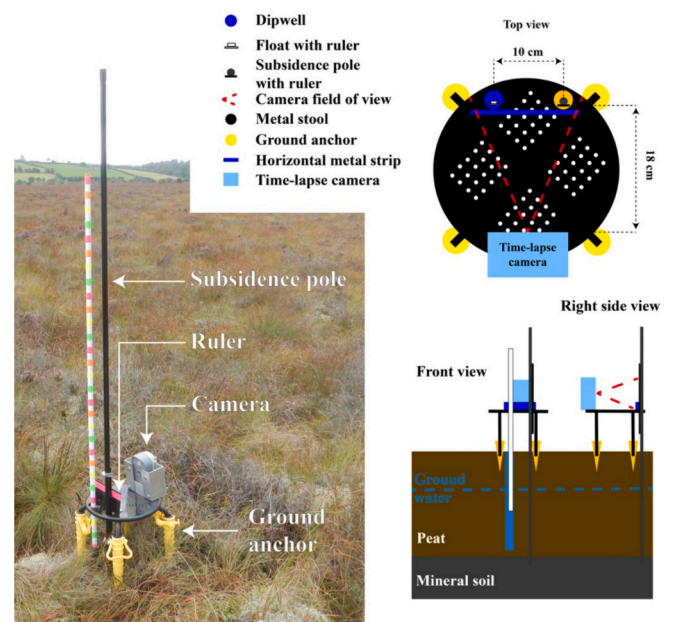 Dipwell
Float with ruler
Subsidence pole
with ruler
Camera field of view
Metal stool
Ground anchor
Horizontal metal strip
Time-lapse camera
Top view
10 cm
18 cm
Time-lapse
camera
Subsidence pole
Ruler
Camera
Ground
anchor
Right side view
Front view
Ground
water
Peat
Mineral soil